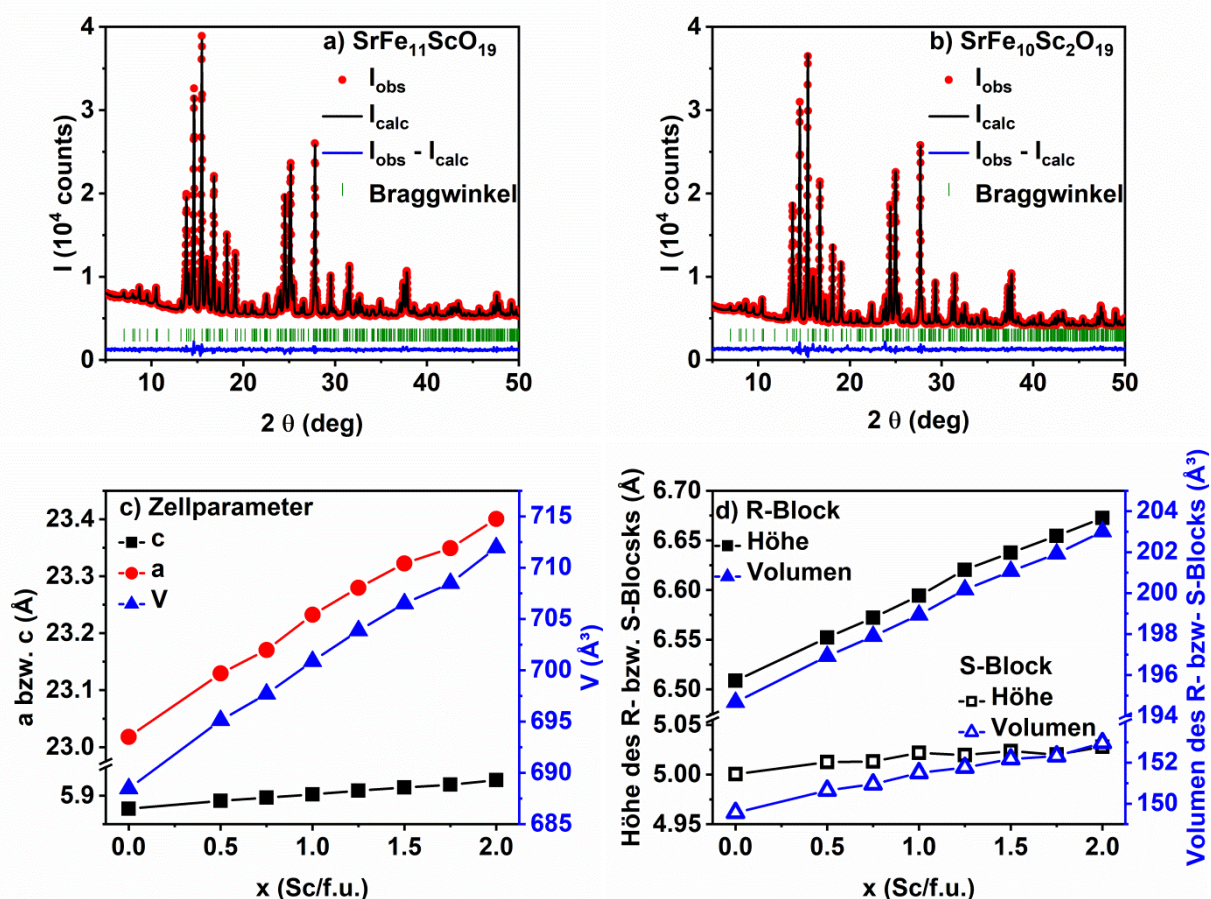 a) SrFe₁₁ScO₁₉
I_obs
I_calc
I_obs - I_calc
Braggwinkel
I (10⁴ counts)
4
3
2
1
0
10 20 30 40 50
2 θ (deg)
b) SrFe₁₀Sc₂O₁₉
I_obs
I_calc
I_obs - I_calc
Braggwinkel
I (10⁴ counts)
4
3
2
1
0
10 20 30 40 50
2 θ (deg)
c) Zellparameter
c
a
V
a bzw. c (Å)
23.4
23.3
23.2
23.1
23.0
5.9
V (Å³)
715
710
705
700
695
690
685
0.0 0.5 1.0 1.5 2.0
x (Sc/f.u.)
d) R-Block
Höhe
Volumen
S-Block
Höhe
Volumen
Höhe des R- bzw. S-Blocsks (Å)
6.70
6.65
6.60
6.55
6.50
5.05
5.00
4.95
Volumen des R- bzw- S-Blocks (Å³)
204
202
200
198
196
194
152
150
0.0 0.5 1.0 1.5 2.0
x (Sc/f.u.)